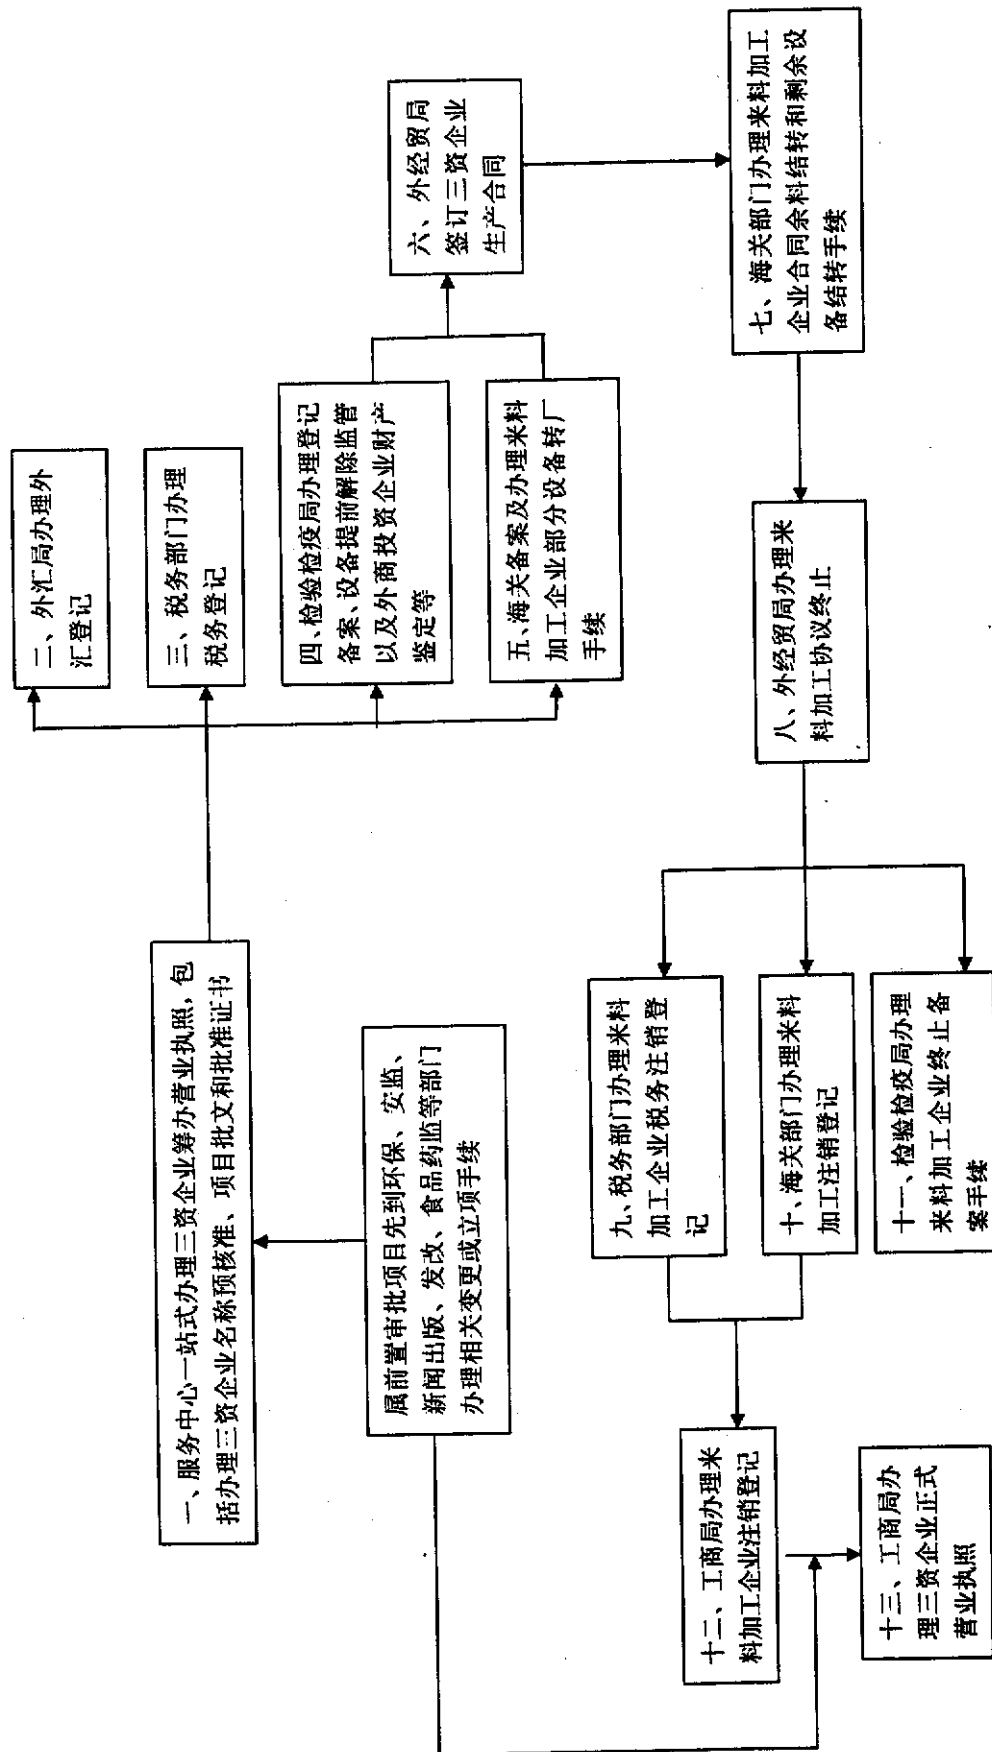 一、服务中心一站式办理三资企业筹办营业执照，包
括办理三资企业名称预核准、项目批文和批准证书
属前置审批项目先到环保、安监、
新闻出版、发改、食品药监等部门
办理相关变更或立项手续
二、外汇局办理外
汇登记
三、税务部门办理
税务登记
四、检验检疫局办理登记
备案、设备提前解除监管
以及外商投资企业财产
鉴定等
五、海关备案及办理来料
加工企业部分设备转厂
手续
六、外经贸局
签订三资企业
生产合同
七、海关部门办理来料加工
企业合同余料结转和剩余设
备结转手续
八、外经贸局办理来
料加工协议终止
九、税务部门办理来料
加工企业税务注销登
记
十、海关部门办理来料
加工注销登记
十一、检验检疫局办理
来料加工企业终止备
案手续
十二、工商局办理来
料加工企业注销登记
十三、工商局办
理三资企业正式
营业执照